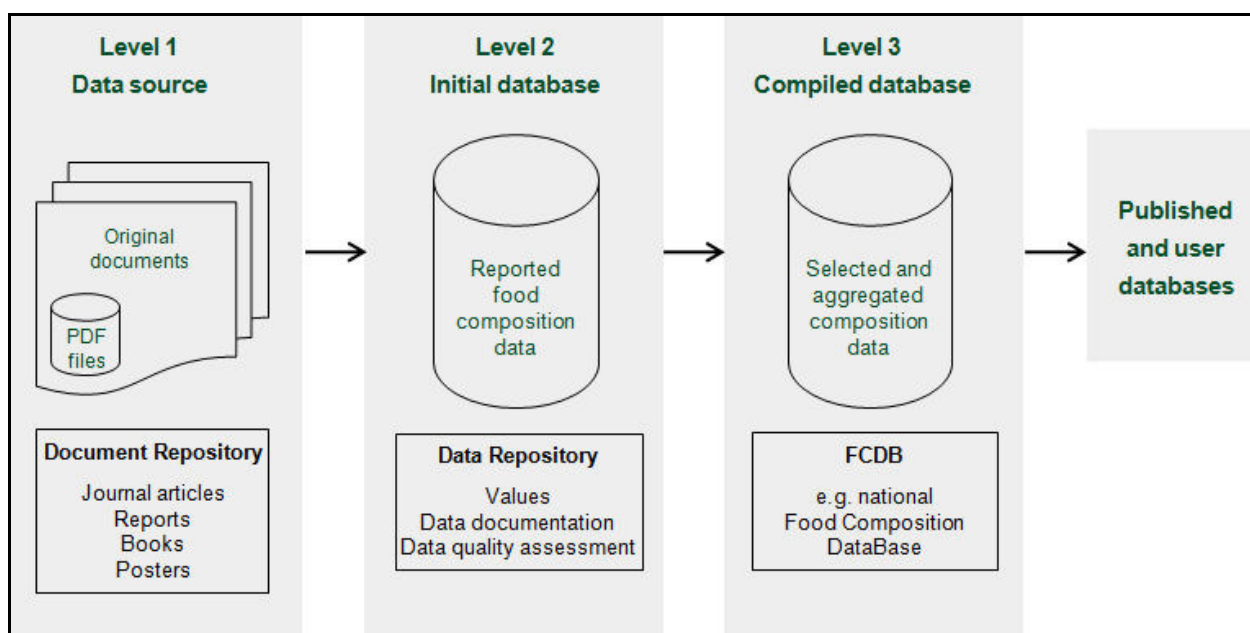 Level 1
Data source
Original
documents
PDF
files
Document Repository
Journal articles
Reports
Books
Posters
Level 2
Initial database
Reported
food
composition
data
Data Repository
Values
Data documentation
Data quality assessment
Level 3
Compiled database
Selected and
aggregated
composition
data
FCDB
e.g. national
Food Composition
DataBase
Published
and user
databases